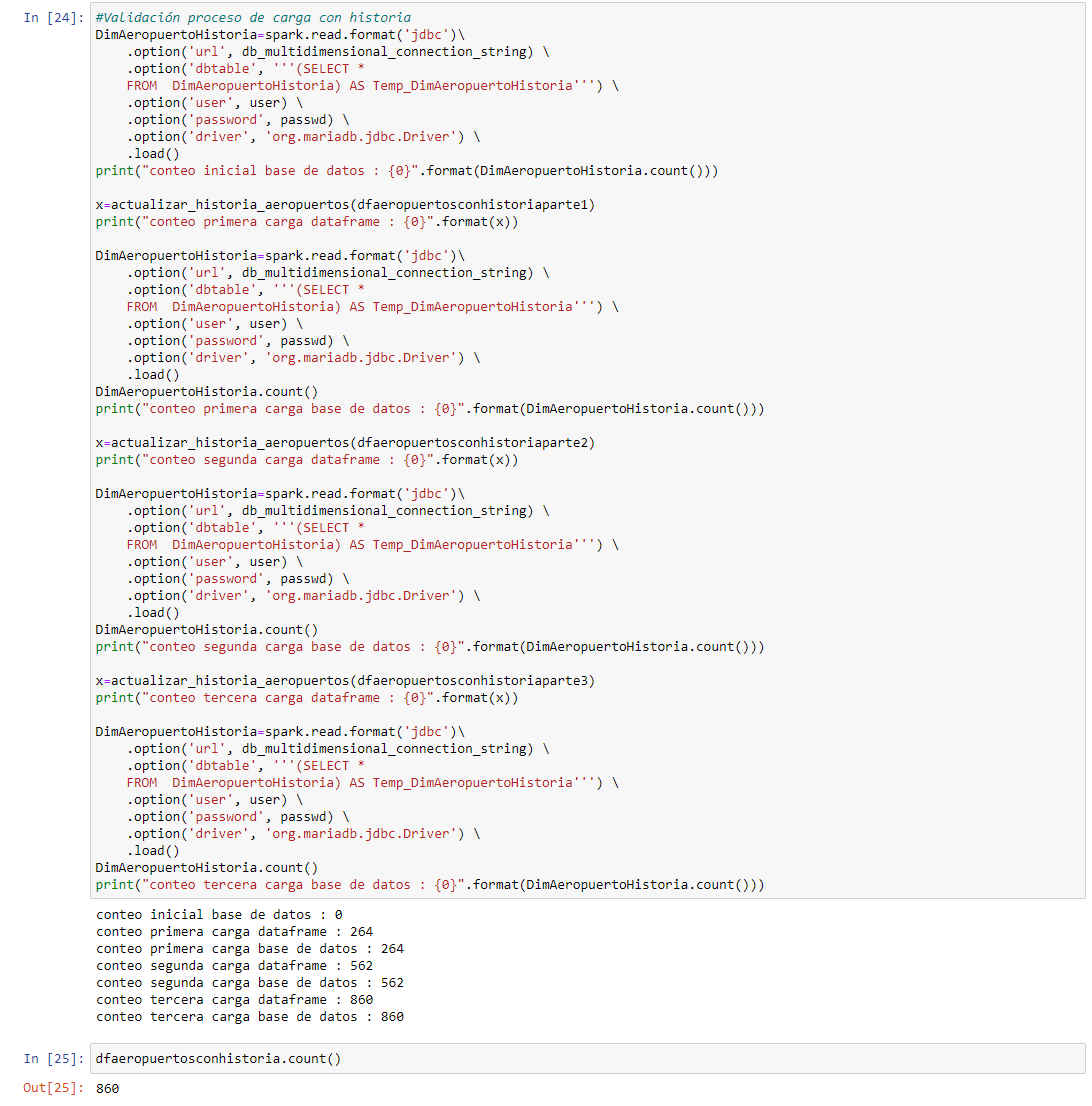 In [24]: #Validación proceso de carga con historia
DimAeropuertoHistoria=spark.read.format('jdbc')\
    .option('url', db_multidimensional_connection_string) \
    .option('dbtable', '''(SELECT *
    FROM  DimAeropuertoHistoria) AS Temp_DimAeropuertoHistoria''') \
    .option('user', user) \
    .option('password', passwd) \
    .option('driver', 'org.mariadb.jdbc.Driver') \
    .load()
print("conteo inicial base de datos : {0}".format(DimAeropuertoHistoria.count()))

x=actualizar_historia_aeropuertos(dfaeropuertosconhistoriaparte1)
print("conteo primera carga dataframe : {0}".format(x))

DimAeropuertoHistoria=spark.read.format('jdbc')\
    .option('url', db_multidimensional_connection_string) \
    .option('dbtable', '''(SELECT *
    FROM  DimAeropuertoHistoria) AS Temp_DimAeropuertoHistoria''') \
    .option('user', user) \
    .option('password', passwd) \
    .option('driver', 'org.mariadb.jdbc.Driver') \
    .load()
DimAeropuertoHistoria.count()
print("conteo primera carga base de datos : {0}".format(DimAeropuertoHistoria.count()))

x=actualizar_historia_aeropuertos(dfaeropuertosconhistoriaparte2)
print("conteo segunda carga dataframe : {0}".format(x))

DimAeropuertoHistoria=spark.read.format('jdbc')\
    .option('url', db_multidimensional_connection_string) \
    .option('dbtable', '''(SELECT *
    FROM  DimAeropuertoHistoria) AS Temp_DimAeropuertoHistoria''') \
    .option('user', user) \
    .option('password', passwd) \
    .option('driver', 'org.mariadb.jdbc.Driver') \
    .load()
DimAeropuertoHistoria.count()
print("conteo segunda carga base de datos : {0}".format(DimAeropuertoHistoria.count()))

x=actualizar_historia_aeropuertos(dfaeropuertosconhistoriaparte3)
print("conteo tercera carga dataframe : {0}".format(x))

DimAeropuertoHistoria=spark.read.format('jdbc')\
    .option('url', db_multidimensional_connection_string) \
    .option('dbtable', '''(SELECT *
    FROM  DimAeropuertoHistoria) AS Temp_DimAeropuertoHistoria''') \
    .option('user', user) \
    .option('password', passwd) \
    .option('driver', 'org.mariadb.jdbc.Driver') \
    .load()
DimAeropuertoHistoria.count()
print("conteo tercera carga base de datos : {0}".format(DimAeropuertoHistoria.count()))
conteo inicial base de datos : 0
conteo primera carga dataframe : 264
conteo primera carga base de datos : 264
conteo segunda carga dataframe : 562
conteo segunda carga base de datos : 562
conteo tercera carga dataframe : 860
conteo tercera carga base de datos : 860
In [25]: dfaeropuertosconhistoria.count()
Out[25]: 860